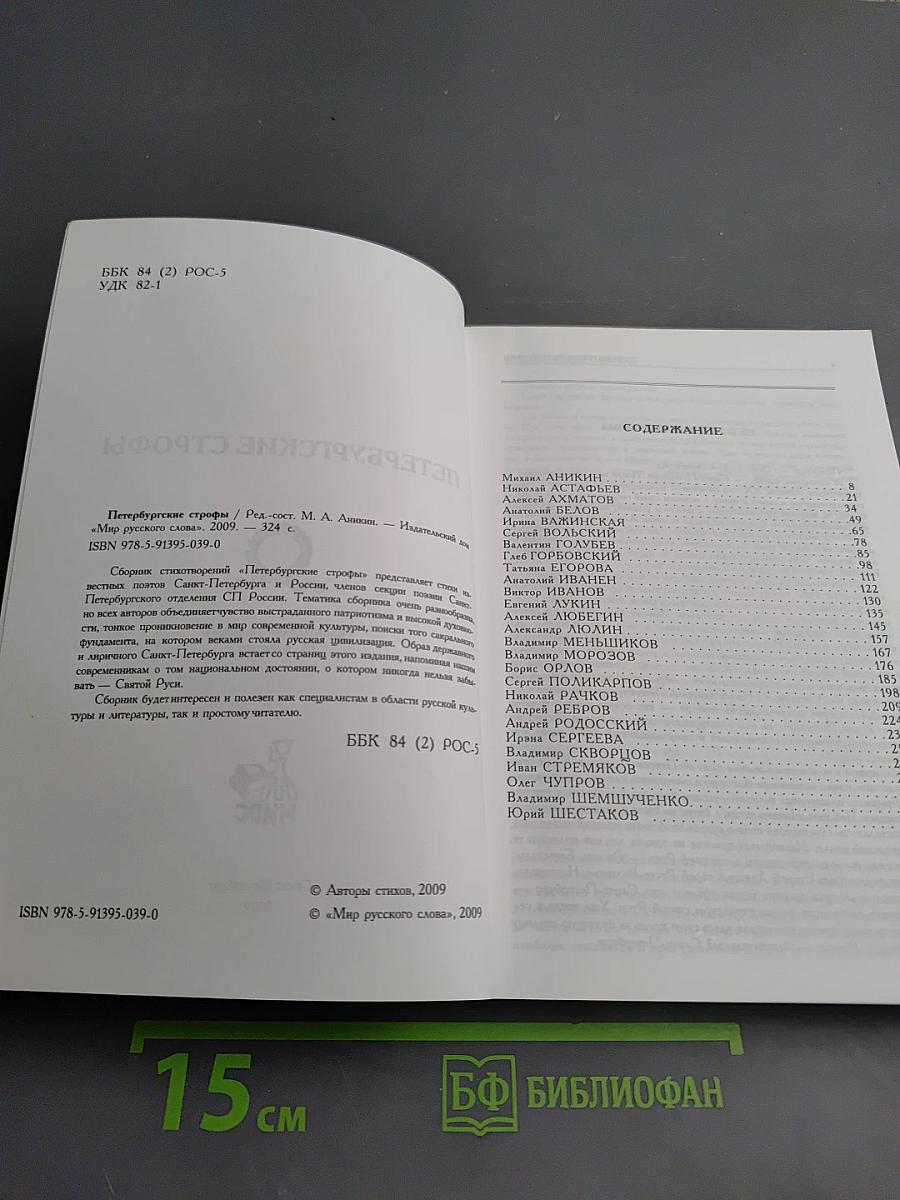 ББК 84 (2) РОС-5
УДК 82-1
Петербургские строфы / Ред.-сост. М. А. Аникин. — Издательский дом
«Мир русского слова». 2009. — 324 с.
ISBN 978-5-91395-039-0
Сборник стихотворений «Петербургские строфы» представляет стихи из-
вестных поэтов Санкт-Петербурга и России, членов секции поэзии Санкт-
Петербургского отделения СП России. Тематика сборника очень разнообразна,
но всех авторов объединяет чувство выстраданного патриотизма и высокой духовно-
сти, тонкое проникновение в мир современной культуры, поиски того сакрального
фундамента, на котором веками стояла русская цивилизация. Образ державного
и лиричного Санкт-Петербурга встает со страниц этого издания, напоминая нашим
современникам о том национальном достоянии, о котором никогда нельзя забы-
вать — Святой Руси.
Сборник будет интересен и полезен как специалистам в области русской куль-
туры и литературы, так и простому читателю.
ББК 84 (2) РОС-5
© Авторы стихов, 2009
ISBN 978-5-91395-039-0
© «Мир русского слова», 2009
СОДЕРЖАНИЕ
Михаил АНИКИН 8
Николай АСТАФЬЕВ 21
Алексей АХМАТОВ 34
Анатолий БЕЛОВ 49
Ирина ВАЖИНСКАЯ 65
Сергей ВОЛЬСКИЙ 78
Валентин ГОЛУБЕВ 85
Глеб ГОРБОВСКИЙ 98
Татьяна ЕГОРОВА 111
Анатолий ИВАНЕН 122
Виктор ИВАНОВ 130
Евгений ЛУКИН 135
Алексей ЛЮБЕГИН 145
Александр ЛЮЛИН 157
Владимир МЕНЬШИКОВ 167
Владимир МОРОЗОВ 176
Борис ОРЛОВ 185
Сергей ПОЛИКАРПОВ 198
Николай РАЧКОВ 209
Андрей РЕБРОВ 224
Андрей РОДОССКИЙ 23
Ирэна СЕРГЕЕВА
Владимир СКВОРЦОВ
Иван СТРЕМЯКОВ
Олег ЧУПРОВ
Владимир ШЕМШУЧЕНКО
Юрий ШЕСТАКОВ
15 см
БФ БИБЛИОФАН